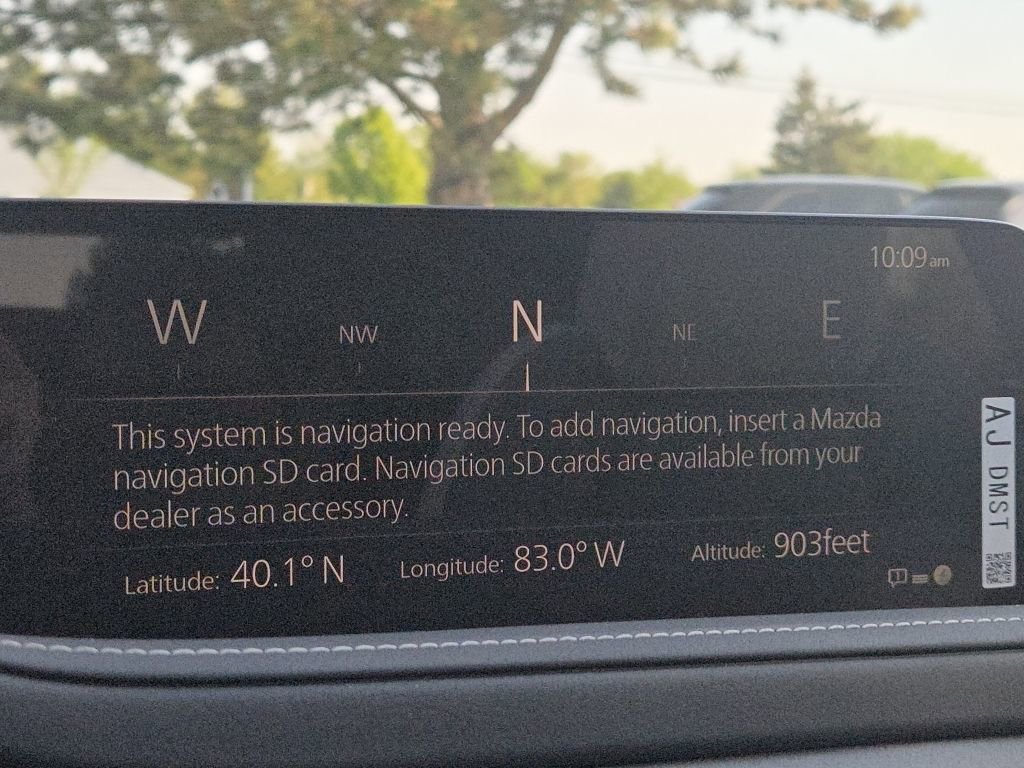 10:09 am
W NW N NE E
This system is navigation ready. To add navigation, insert a Mazda
navigation SD card. Navigation SD cards are available from your
dealer as an accessory.
Latitude: 40.1° N Longitude: 83.0° W Altitude: 903feet
AJ DMST